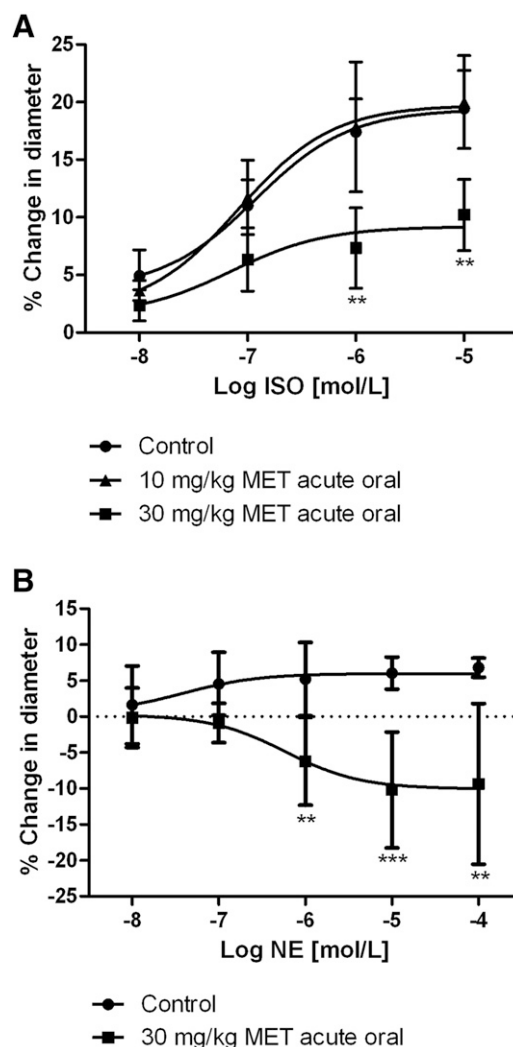 A
% Change in diameter
25
20
15
10
5
0
** **
-8 -7 -6 -5
Log ISO [mol/L]
Control
10 mg/kg MET acute oral
30 mg/kg MET acute oral
B
% Change in diameter
15
10
5
0
-5
-10
-15
-20
-25
** *** **
-8 -7 -6 -5 -4
Log NE [mol/L]
Control
30 mg/kg MET acute oral